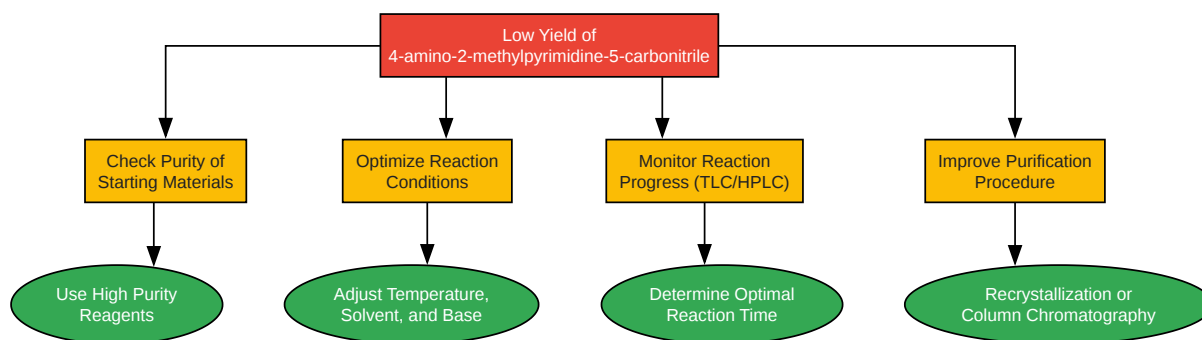 Low Yield of
4-amino-2-methylpyrimidine-5-carbonitrile
Check Purity of
Starting Materials
Optimize Reaction
Conditions
Monitor Reaction
Progress (TLC/HPLC)
Improve Purification
Procedure
Use High Purity
Reagents
Adjust Temperature,
Solvent, and Base
Determine Optimal
Reaction Time
Recrystallization or
Column Chromatography